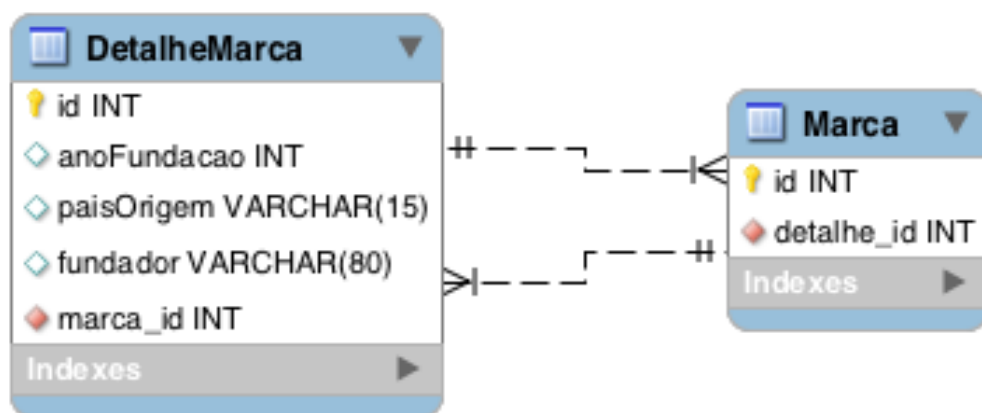 DetalheMarca
id INT
anoFundacao INT
paisOrigem VARCHAR(15)
fundador VARCHAR(80)
marca_id INT
Indexes
Marca
id INT
detalhe_id INT
Indexes